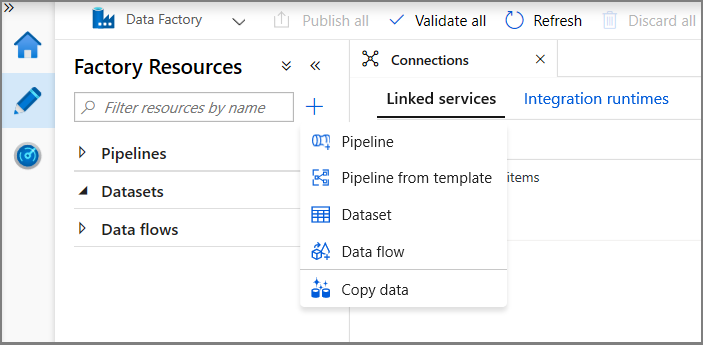 Data Factory
Publish all
Validate all
Refresh
Discard all
Factory Resources
Connections
Filter resources by name
Linked services
Integration runtimes
Pipelines
Datasets
Data flows
Pipeline
Pipeline from template
items
Dataset
Data flow
Copy data